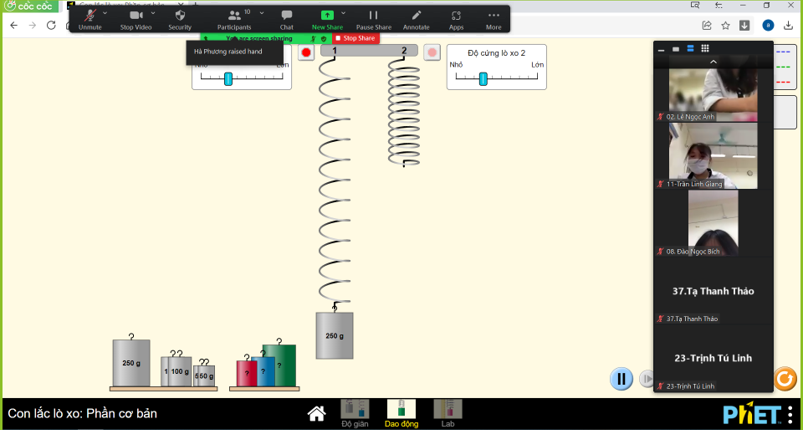 CỐC CỐC
Unmute
Stop Video
Security
10
Participants
Chat
New Share
Pause Share
Annotate
Apps
More
You are screen sharing
Stop Share
Hà Phương raised hand
Lớn
1
2
Độ cứng lò xo 2
Nhỏ
Lớn
250 g
250 g
100 g
?
?
?
02. Lê Ngọc Anh
11-Trần Linh Giang
08. Đào Ngọc Bích
37.Tạ Thanh Thảo
37.Tạ Thanh Thảo
23-Trịnh Tú Linh
23-Trịnh Tú Linh
Con lắc lò xo: Phần cơ bản
Độ giãn
Dao động
Lab
PhET